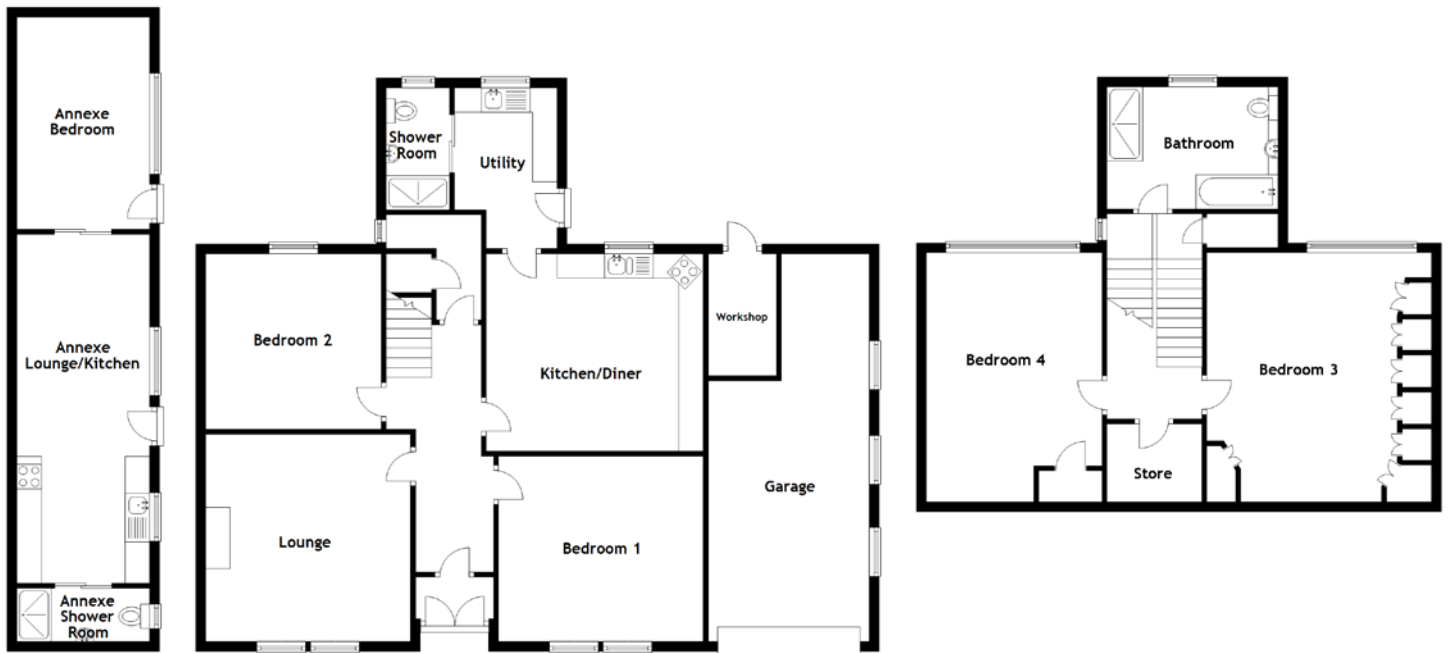 Annexe
Bedroom
Annexe
Lounge/Kitchen
Annexe
Shower
Room
Shower
Room
Utility
Bedroom 2
Kitchen/Diner
Workshop
Lounge
Bedroom 1
Garage
Bathroom
Bedroom 4
Bedroom 3
Store